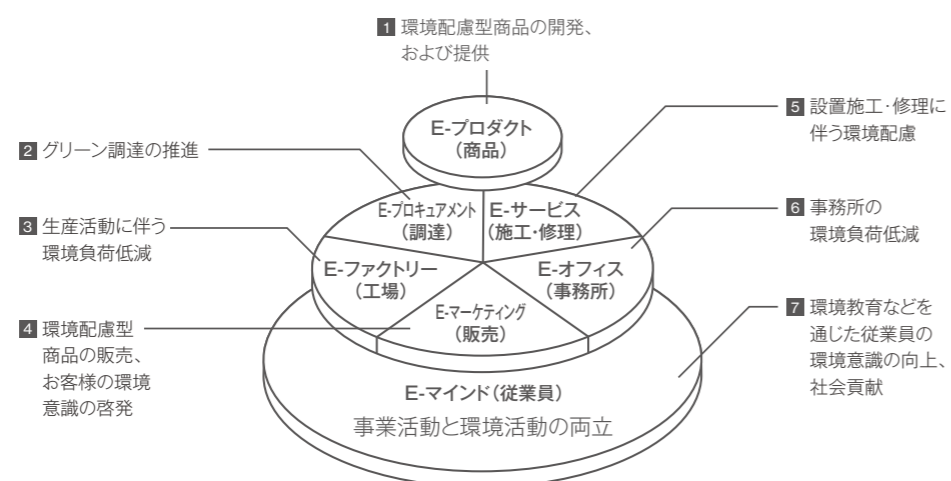 1 環境配慮型商品の開発、
および提供
E-プロダクト
（商品）
5 設置施工・修理に
伴う環境配慮
2 グリーン調達の推進
E-プロキュアメント
（調達）
E-サービス
（施工・修理）
6 事務所の
環境負荷低減
3 生産活動に伴う
環境負荷低減
E-ファクトリー
（工場）
E-オフィス
（事務所）
E-マーケティング
（販売）
4 環境配慮型
商品の販売、
お客様の環境
意識の啓発
7 環境教育などを
通じた従業員の
環境意識の向上、
社会貢献
E-マインド（従業員）
事業活動と環境活動の両立